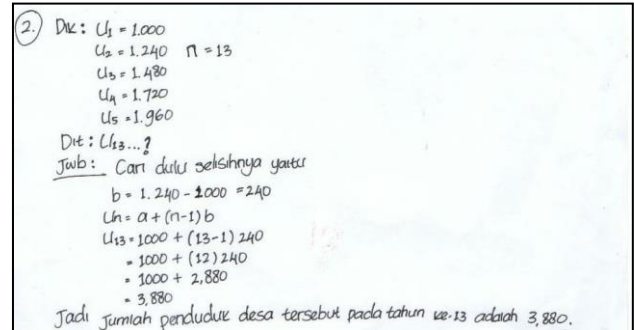 2.) Dik : U1 = 1.000
U2 = 1.240 n = 13
U3 = 1.480
U4 = 1.720
U5 = 1.960
Dit : U13...?
Jwb : Cari dulu selisihnya yaitu
b = 1.240 - 1000 = 240
Un = a + (n-1) b
U13 = 1000 + (13-1) 240
= 1000 + (12) 240
= 1000 + 2,880
= 3,880
Jadi Jumlah penduduk desa tersebut pada tahun ke-13 adalah 3,880.